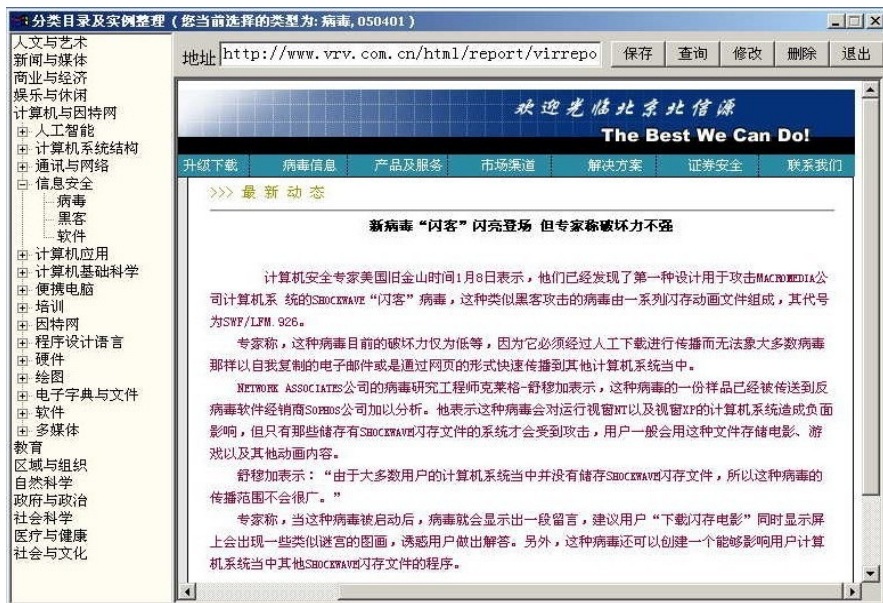 分类目录及实例整理 ( 您当前选择的类型为: 病毒, 050401 )
人文与艺术
新闻与媒体
商业与经济
娱乐与休闲
计算机与因特网
人工智能
计算机系统结构
通讯与网络
信息安全
病毒
黑客
软件
计算机应用
计算机基础科学
便携电脑
培训
因特网
程序设计语言
硬件
绘图
电子字典与文件
软件
多媒体
教育
区域与组织
自然科学
政府与政治
社会科学
医疗与健康
社会与文化
地址 http://www.vrv.com.cn/html/report/virrepo 保存 查询 修改 删除 退出
欢迎光临北京北信源
The Best We Can Do!
升级下载 病毒信息 产品及服务 市场渠道 解决方案 证券安全 联系我们
>>> 最 新 动 态
新病毒“闪客”闪亮登场 但专家称破坏力不强
计算机安全专家美国旧金山时间1月8日表示，他们已经发现了第一种设计用于攻击MACROMEDIA公
司计算机系 统的SHOCKWAVE“闪客”病毒，这种类似黑客攻击的病毒由一系列闪存动画文件组成，其代号
为SWF/LFM.926。
专家称，这种病毒目前的破坏力仅为低等，因为它必须经过人工下载进行传播而无法象大多数病毒
那样以自我复制的电子邮件或是通过网页的形式快速传播到其他计算机系统当中。
NETWORK ASSOCIATES公司的病毒研究工程师克莱格-舒穆加表示，这种病毒的一份样品已经被传送到反
病毒软件经销商SOPHOS公司加以分析。他表示这种病毒会对运行视窗NT以及视窗XP的计算机系统造成负面
影响，但只有那些储存有SHOCKWAVE闪存文件的系统才会受到攻击，用户一般会用这种文件存储电影、游
戏以及其他动画内容。
舒穆加表示：“由于大多数用户的计算机系统当中并没有储存SHOCKWAVE闪存文件，所以这种病毒的
传播范围不会很广。”
专家称，当这种病毒被启动后，病毒就会显示出一段留言，建议用户“下载闪存电影”同时显示屏
上会出现一些类似谜宫的图画，诱惑用户做出解答。另外，这种病毒还可以创建一个能够影响用户计算
机系统当中其他SHOCKWAVE闪存文件的程序。